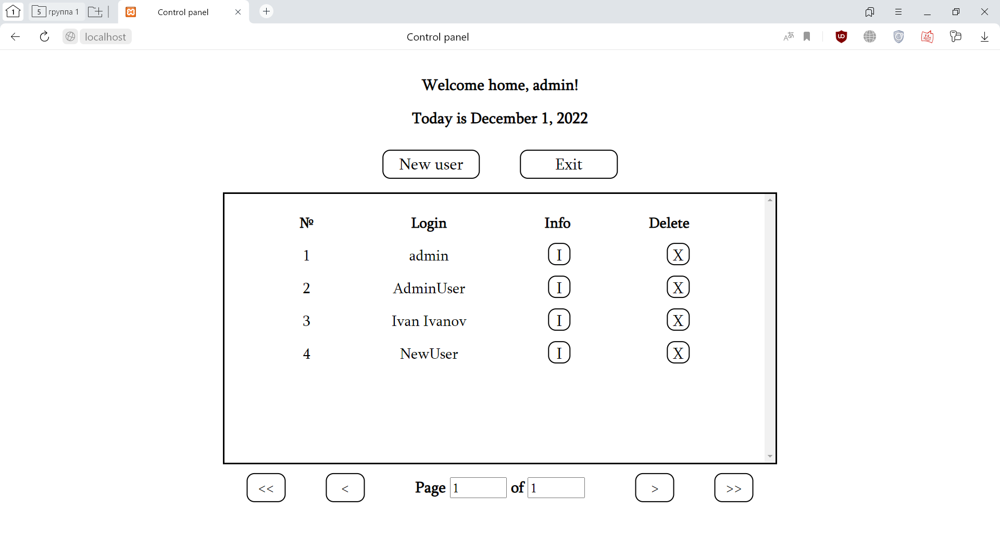 1
5 группа 1
Control panel
localhost
Control panel
Welcome home, admin!
Today is December 1, 2022
New user Exit
№ Login Info Delete
1 admin I X
2 AdminUser I X
3 Ivan Ivanov I X
4 NewUser I X
<< < Page 1 of 1 > >>